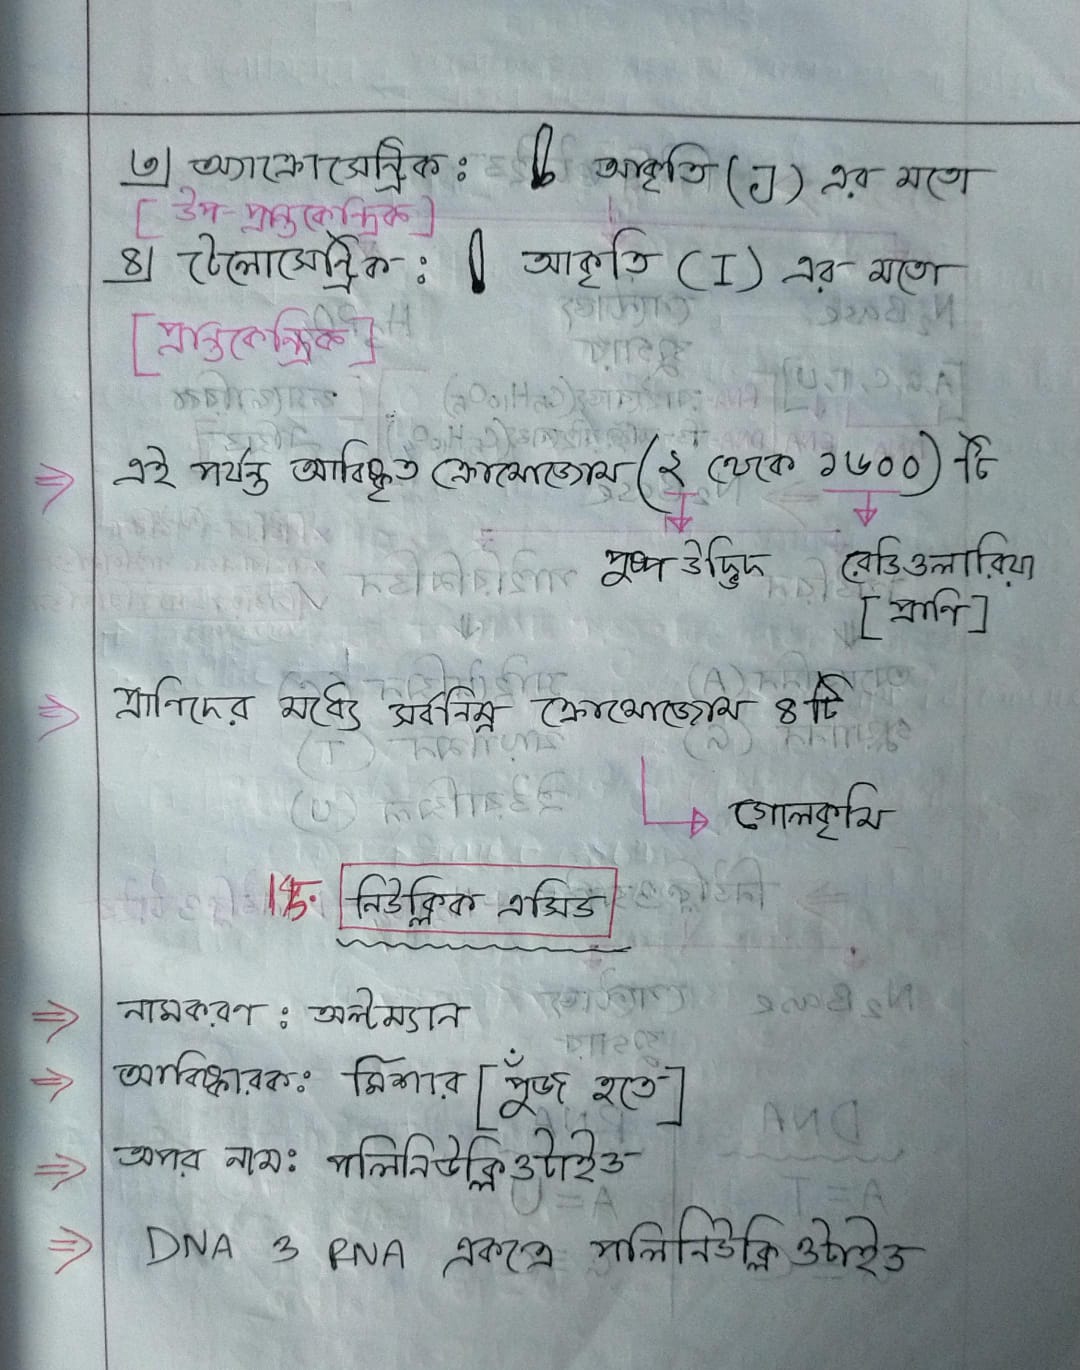 ৩| অ্যাক্রোসেন্ট্রিক : আকৃতি (J) এর মতো
[উপ-প্রান্তকেন্দ্রিক]
৪| টেলোসেন্ট্রিক : আকৃতি (I) এর মতো
[প্রান্তকেন্দ্রিক]
⇒ এই পর্যন্ত আবিষ্কৃত ক্রোমোজোম (২ থেকে ১৬০০) টি
পুষ্প উদ্ভিদ রেডিওলারিয়া
[প্রাণি]
⇒ প্রাণিদের মধ্যে সর্বনিম্ন ক্রোমোজোম ৪টি
গোলকৃমি
নিউক্লিক এসিড
⇒ নামকরণ : অল্টম্যান
⇒ আবিষ্কারক: মিশার [পুঁজ হতে]
⇒ অপর নাম: পলিনিউক্লিওটাইড
⇒ DNA ও RNA একত্রে পলিনিউক্লিওটাইড